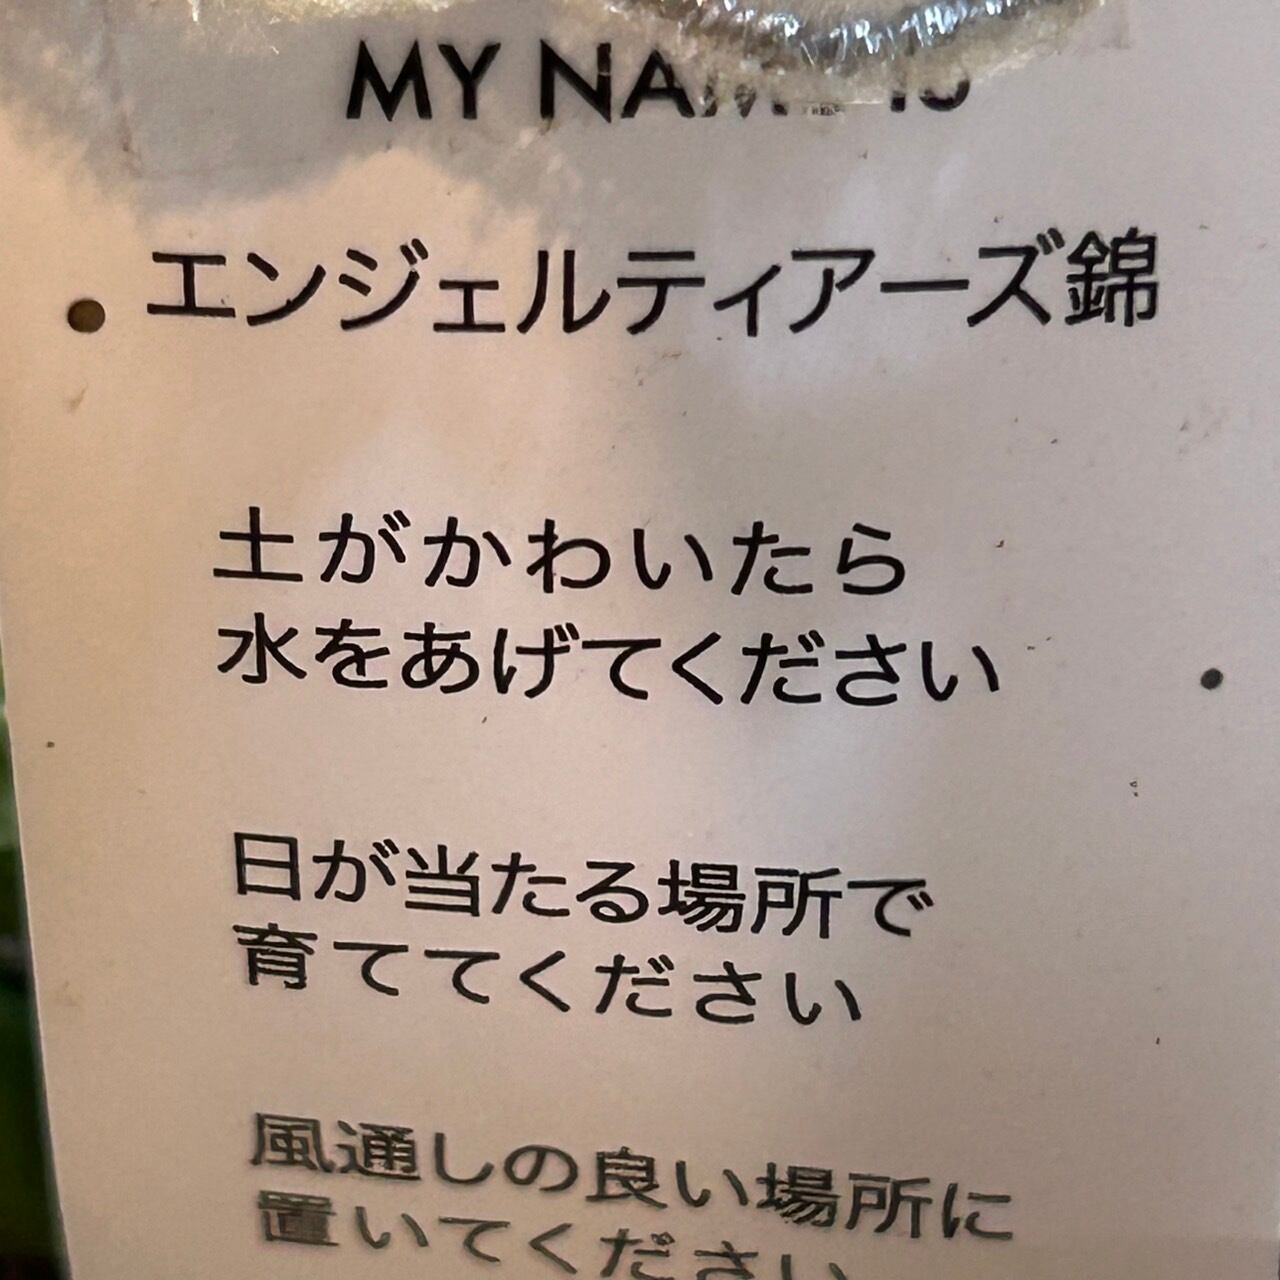 MY NAME IS
エンジェルティアーズ錦
土がかわいたら
水をあげてください
日が当たる場所で
育ててください
風通しの良い場所に
置いてください